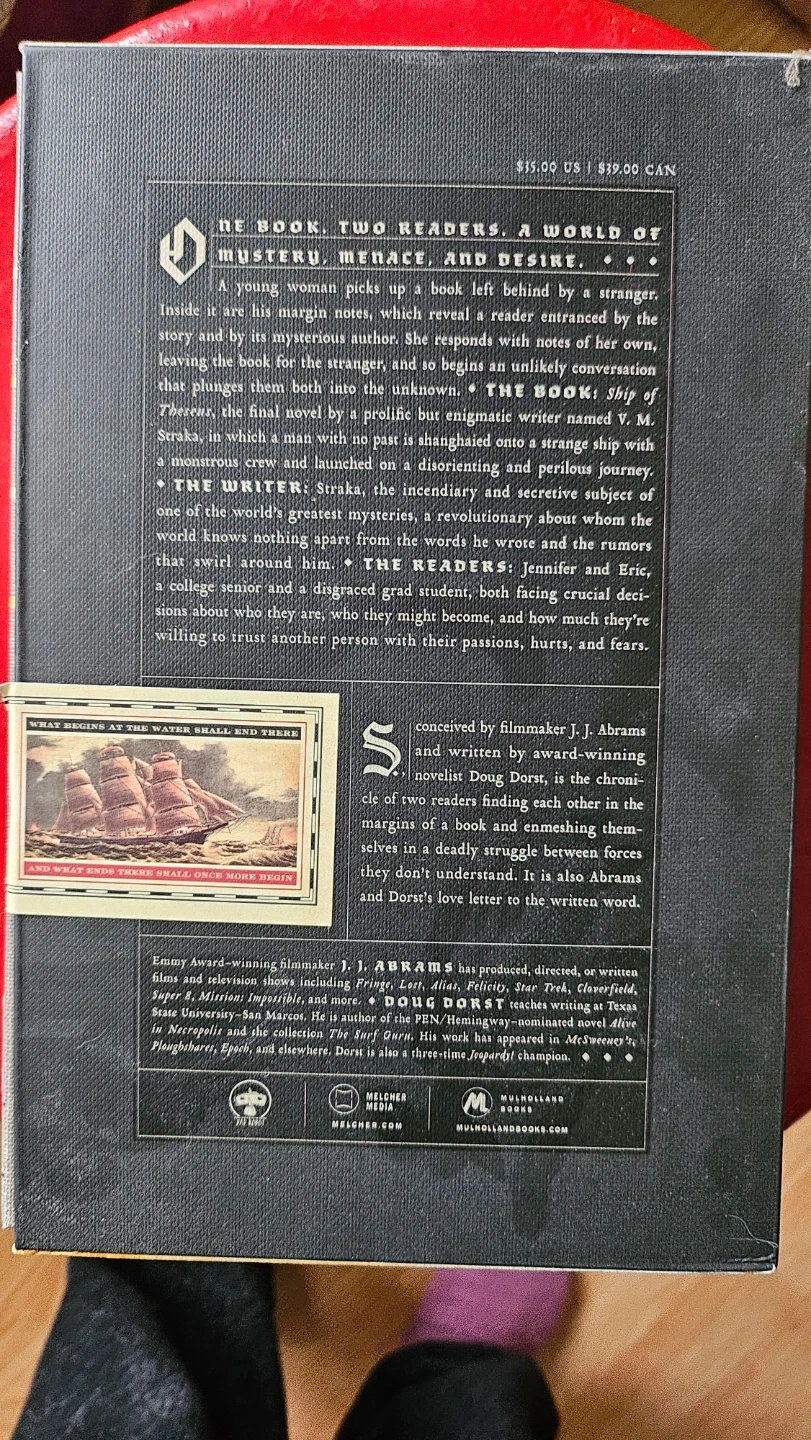 $35.00 US | $39.00 CAN
ONE BOOK. TWO READERS. A WORLD OF
MYSTERY, MENACE, AND DESIRE.
A young woman picks up a book left behind by a stranger.
Inside it are his margin notes, which reveal a reader entranced by the
story and by its mysterious author. She responds with notes of her own,
leaving the book for the stranger, and so begins an unlikely conversation
that plunges them both into the unknown. ♦ THE BOOK: Ship of
Theseus, the final novel by a prolific but enigmatic writer named V. M.
Straka, in which a man with no past is shanghaied onto a strange ship with
a monstrous crew and launched on a disorienting and perilous journey.
♦ THE WRITER: Straka, the incendiary and secretive subject of
one of the world's greatest mysteries, a revolutionary about whom the
world knows nothing apart from the words he wrote and the rumors
that swirl around him. ♦ THE READERS: Jennifer and Eric,
a college senior and a disgraced grad student, both facing crucial deci-
sions about who they are, who they might become, and how much they're
willing to trust another person with their passions, hurts, and fears.
WHAT BEGINS AT THE WATER SHALL END THERE
AND WHAT ENDS THERE SHALL ONCE MORE BEGIN
S., conceived by filmmaker J. J. Abrams
and written by award-winning
novelist Doug Dorst, is the chroni-
cle of two readers finding each other in the
margins of a book and enmeshing them-
selves in a deadly struggle between forces
they don't understand. It is also Abrams
and Dorst's love letter to the written word.
Emmy Award-winning filmmaker J. J. ABRAMS has produced, directed, or written
films and television shows including Fringe, Lost, Alias, Felicity, Star Trek, Cloverfield,
Super 8, Mission: Impossible, and more. ♦ DOUG DORST teaches writing at Texas
State University-San Marcos. He is author of the PEN/Hemingway-nominated novel Alive
in Necropolis and the collection The Surf Guru. His work has appeared in McSweeney's,
Ploughshares, Epoch, and elsewhere. Dorst is also a three-time Jeopardy! champion. ♦ ♦ ♦
BAD ROBOT
MELCHER
MEDIA
MELCHER.COM
M MULHOLLAND
BOOKS
MULHOLLANDBOOKS.COM